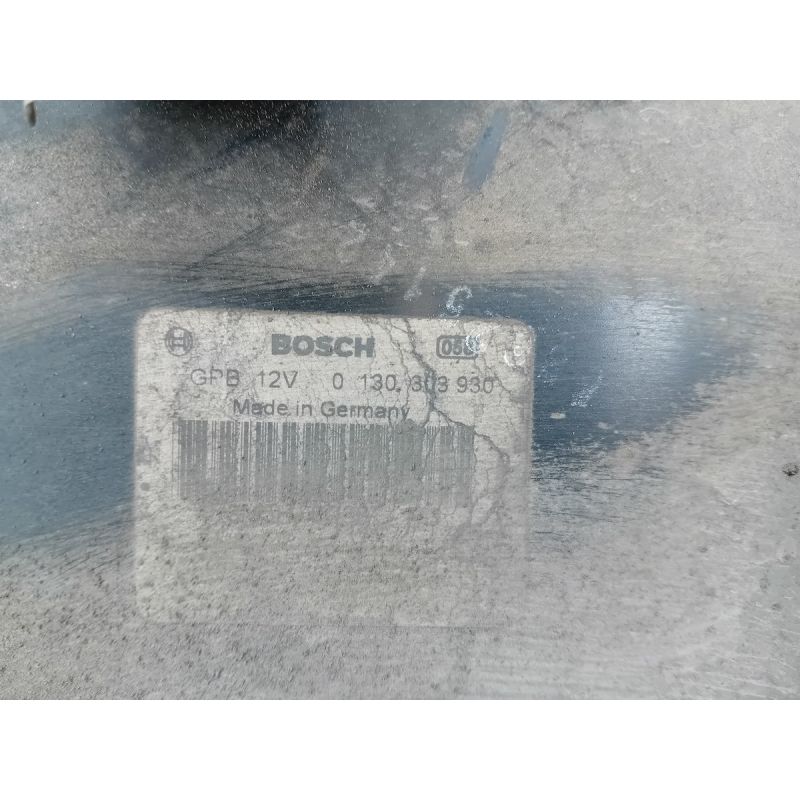 BOSCH
GPB 12V 0 130 303 930
Made in Germany